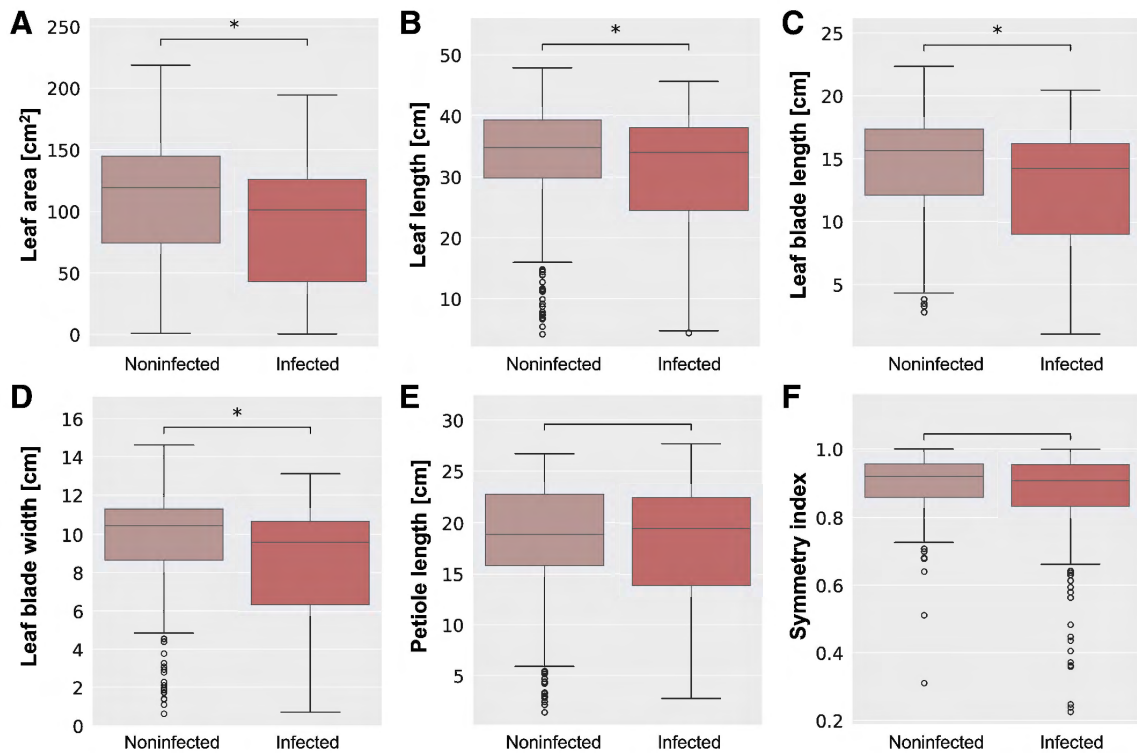 A
Leaf area [cm²]
*
250
200
150
100
50
0
Noninfected
Infected
B
Leaf length [cm]
*
50
40
30
20
10
Noninfected
Infected
C
Leaf blade length [cm]
*
25
20
15
10
5
Noninfected
Infected
D
Leaf blade width [cm]
*
16
14
12
10
8
6
4
2
0
Noninfected
Infected
E
Petiole length [cm]
30
25
20
15
10
5
Noninfected
Infected
F
Symmetry index
1.0
0.8
0.6
0.4
0.2
Noninfected
Infected